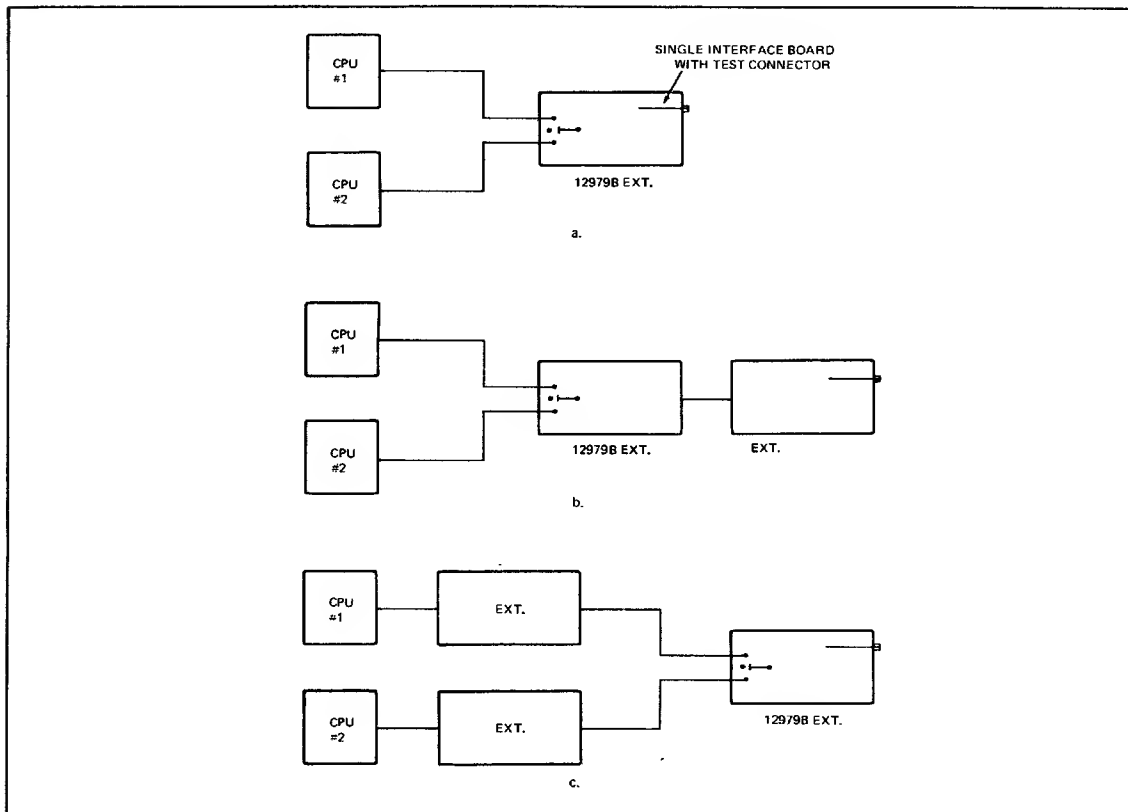 SINGLE INTERFACE BOARD
WITH TEST CONNECTOR
CPU
#1
CPU
#2
12979B EXT.
a.
CPU
#1
CPU
#2
12979B EXT.
EXT.
b.
CPU
#1
EXT.
CPU
#2
EXT.
12979B EXT.
c.